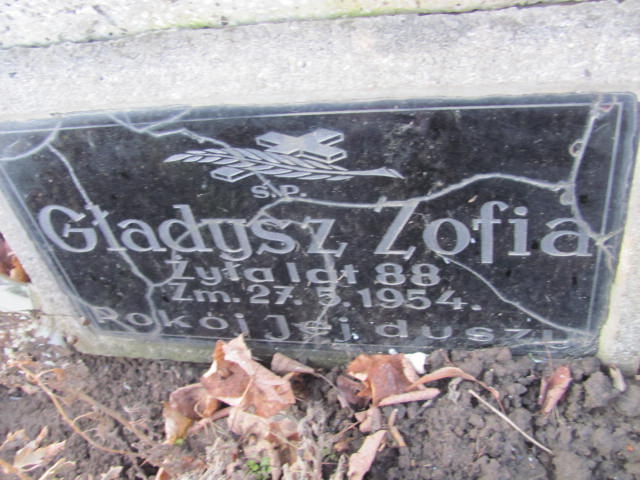 Ś.P.
Gładysz Zofia
Żyła lat 88
Zm. 27. 5. 1954.
Pokój Jej duszy